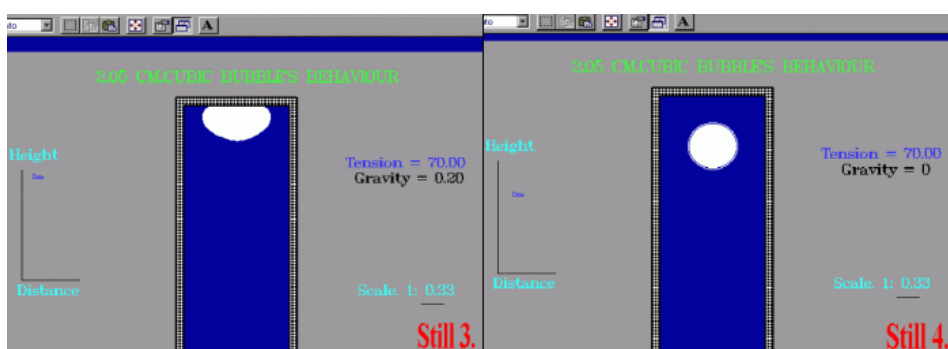 A
2.05 CM.CUBIC BUBBLE'S BEHAVIOUR
Height
Tension = 70.00
Gravity = 0.20
Distance
Scale. 1: 0.33
Still 3.
A
2.05 CM.CUBIC BUBBLE'S BEHAVIOUR
Height
Tension = 70.00
Gravity = 0
Distance
Scale. 1: 0.33
Still 4.